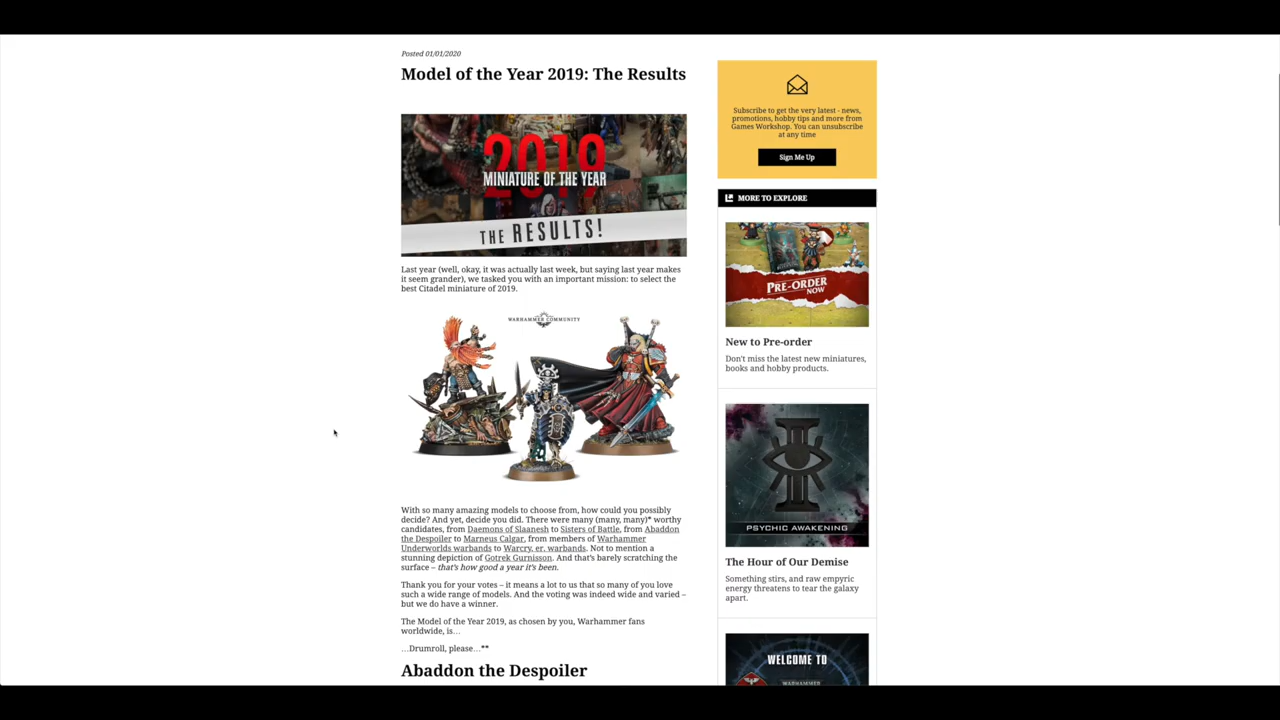 Posted 01/01/2020
Model of the Year 2019: The Results
2019
MINIATURE OF THE YEAR
THE RESULTS!
Last year (well, okay, it was actually last week, but saying last year makes
it seem grander), we tasked you with an important mission: to select the
best Citadel miniature of 2019.
WARHAMMER COMMUNITY
With so many amazing models to choose from, how could you possibly
decide? And yet, decide you did. There were many (many, many)* worthy
candidates, from Daemons of Slaanesh to Sisters of Battle, from Abaddon
the Despoiler to Marneus Calgar, from members of Warhammer
Underworlds warbands to Warcry, er, warbands. Not to mention a
stunning depiction of Gotrek Gurnisson. And that's barely scratching the
surface – that's how good a year it's been.
Thank you for your votes – it means a lot to us that so many of you love
such a wide range of models. And the voting was indeed wide and varied –
but we do have a winner.
The Model of the Year 2019, as chosen by you, Warhammer fans
worldwide, is…
…Drumroll, please…**
Abaddon the Despoiler
Subscribe to get the very latest - news,
promotions, hobby tips and more from
Games Workshop. You can unsubscribe
at any time
Sign Me Up
MORE TO EXPLORE
PRE-ORDER
NOW
New to Pre-order
Don't miss the latest new miniatures,
books and hobby products.
PSYCHIC AWAKENING
The Hour of Our Demise
Something stirs, and raw empyric
energy threatens to tear the galaxy
apart.
WELCOME TO
WARHAMMER